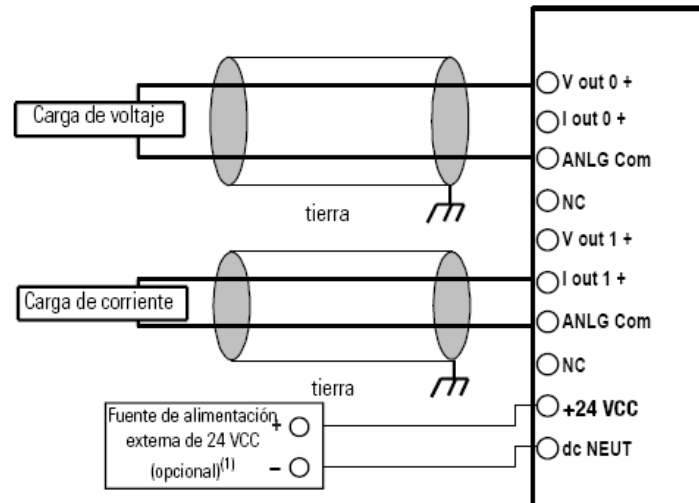 Carga de voltaje
tierra
Carga de corriente
tierra
Fuente de alimentación
externa de 24 VCC
(opcional)(1)
+
−
V out 0 +
I out 0 +
ANLG Com
NC
V out 1 +
I out 1 +
ANLG Com
NC
+24 VCC
dc NEUT